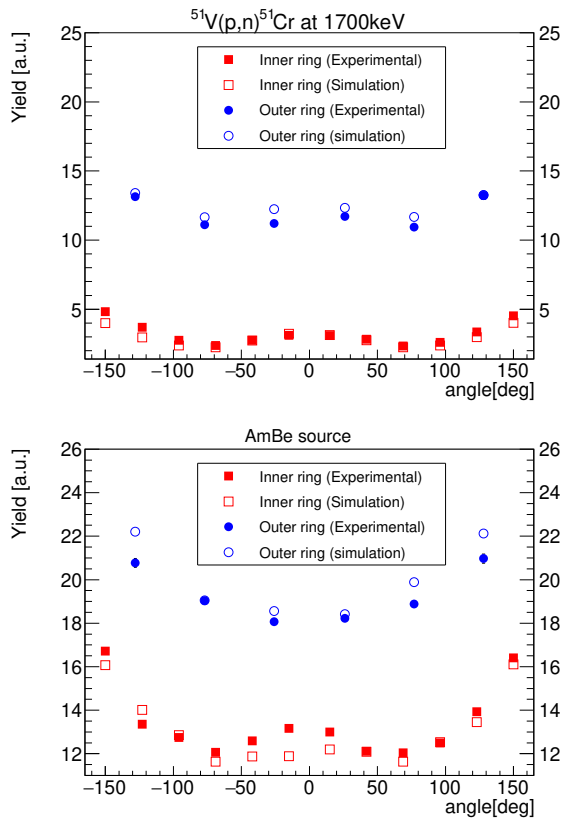 ⁵¹V(p,n)⁵¹Cr at 1700keV
Yield [a.u.]
25 25
20 20
15 15
10 10
5 5
Inner ring (Experimental)
Inner ring (Simulation)
Outer ring (Experimental)
Outer ring (simulation)
−150 −100 −50 0 50 100 150
angle[deg]
AmBe source
Yield [a.u.]
26 26
24 24
22 22
20 20
18 18
16 16
14 14
12 12
Inner ring (Experimental)
Inner ring (Simulation)
Outer ring (Experimental)
Outer ring (simulation)
−150 −100 −50 0 50 100 150
angle[deg]